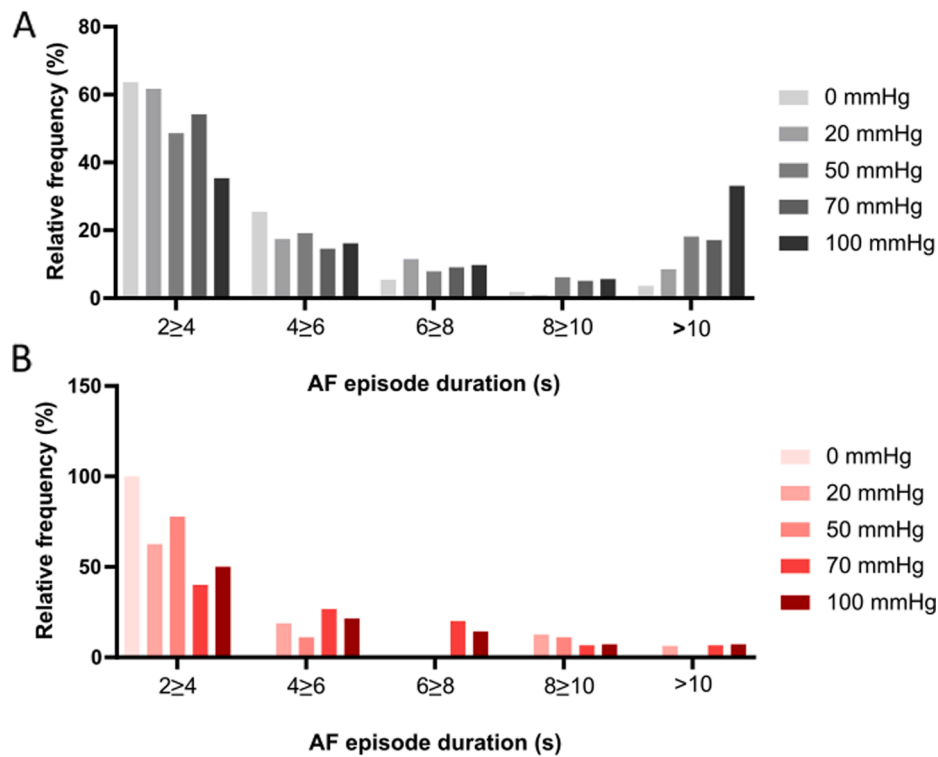 A
Relative frequency (%)
80
60
40
20
0
2≥4
4≥6
6≥8
8≥10
>10
AF episode duration (s)
0 mmHg
20 mmHg
50 mmHg
70 mmHg
100 mmHg
B
Relative frequency (%)
150
100
50
0
2≥4
4≥6
6≥8
8≥10
>10
AF episode duration (s)
0 mmHg
20 mmHg
50 mmHg
70 mmHg
100 mmHg